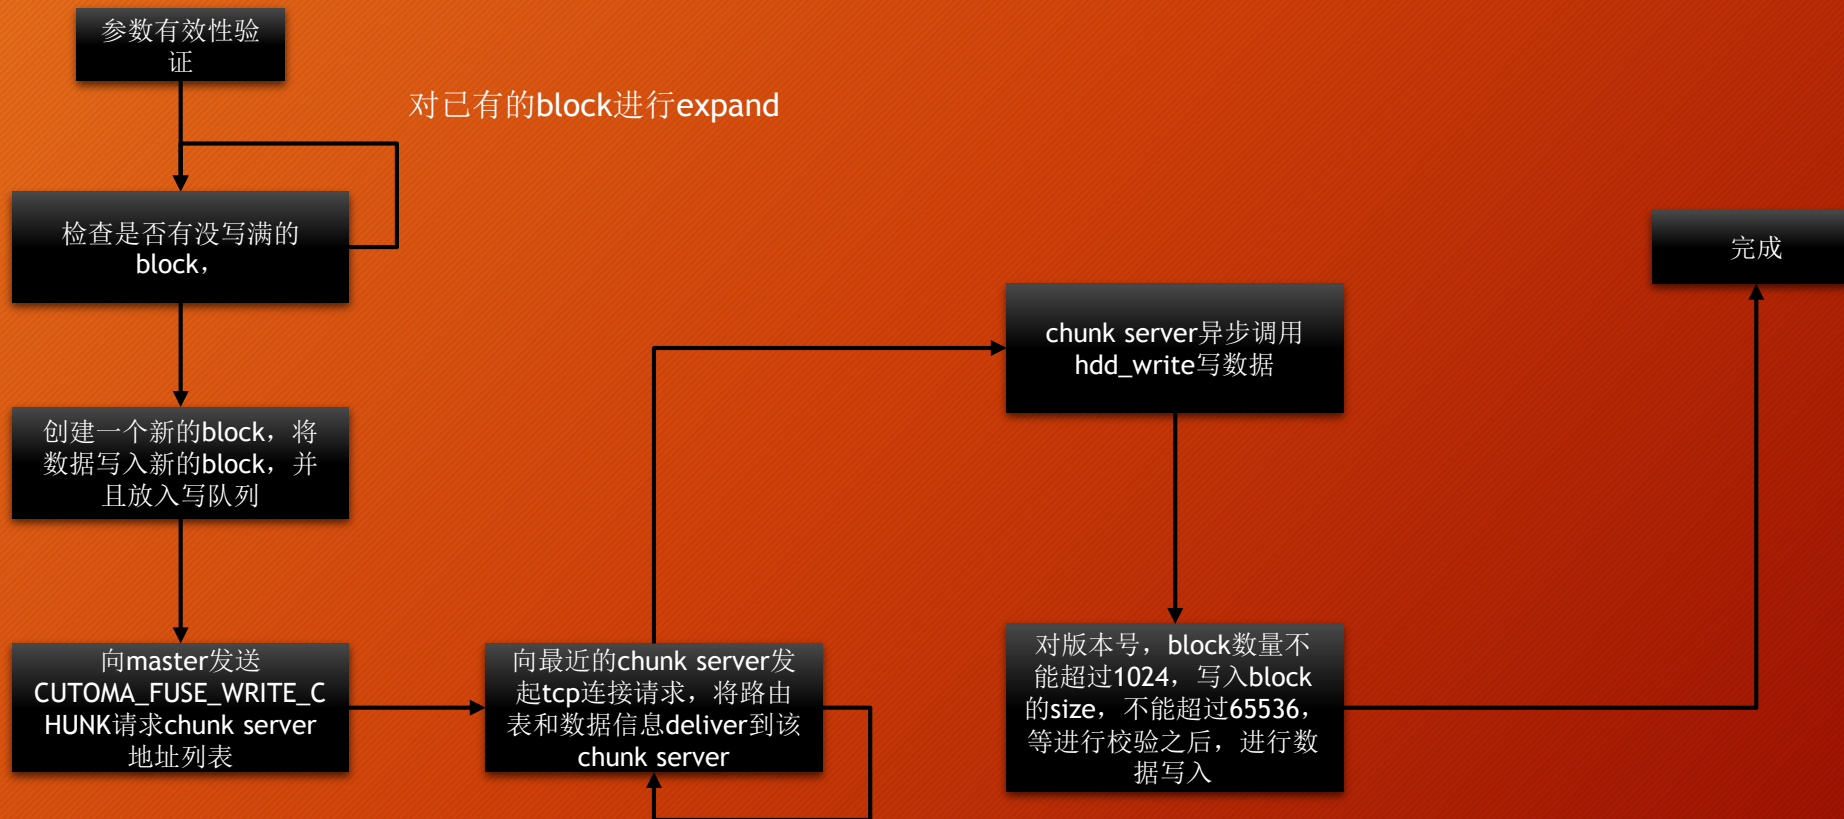 参数有效性验
证
对已有的block进行expand
检查是否有没写满的
block，
创建一个新的block，将
数据写入新的block，并
且放入写队列
向master发送
CUTOMA_FUSE_WRITE_C
HUNK请求chunk server
地址列表
向最近的chunk server发
起tcp连接请求，将路由
表和数据信息deliver到该
chunk server
chunk server异步调用
hdd_write写数据
对版本号，block数量不
能超过1024，写入block
的size，不能超过65536，
等进行校验之后，进行数
据写入
完成